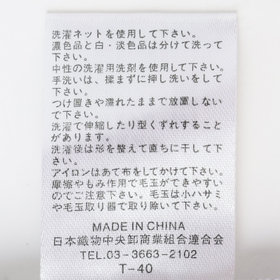 洗濯ネットを使用して下さい。
濃色品と白・淡色品は分けて洗って
下さい。
中性の洗濯用洗剤を使用して下さい。
手洗いは、揉まずに押し洗いをして
下さい。
つけ置きや濡れたままで放置しない
で下さい。
洗濯で伸縮したり型くずれすること
があります。
洗濯後は形を整えて直ちに干して下
さい。
アイロンはあて布をして下さい。
摩擦やもみ作用で毛玉ができやすい
のでご注意下さい。毛玉は小ハサミ
や毛玉取り器で取り除いて下さい。
MADE IN CHINA
日本織物中央卸商業組合連合会
TEL.03-3663-2102
T-40